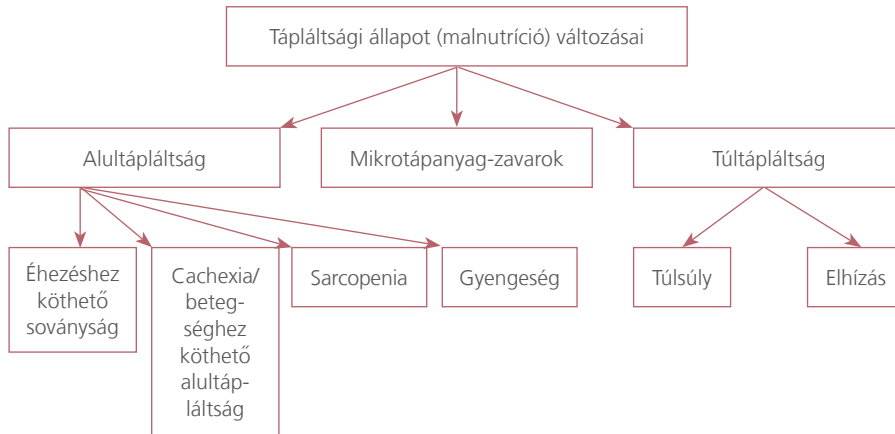 Tápláltsági állapot (malnutríció) változásai
Alultápláltság
Mikrotápanyag-zavarok
Túltápláltság
Éhezéshez
köthető
soványság
Cachexia/
beteg-
séghez
köthető
alultáp-
láltság
Sarcopenia
Gyengeség
Túlsúly
Elhízás